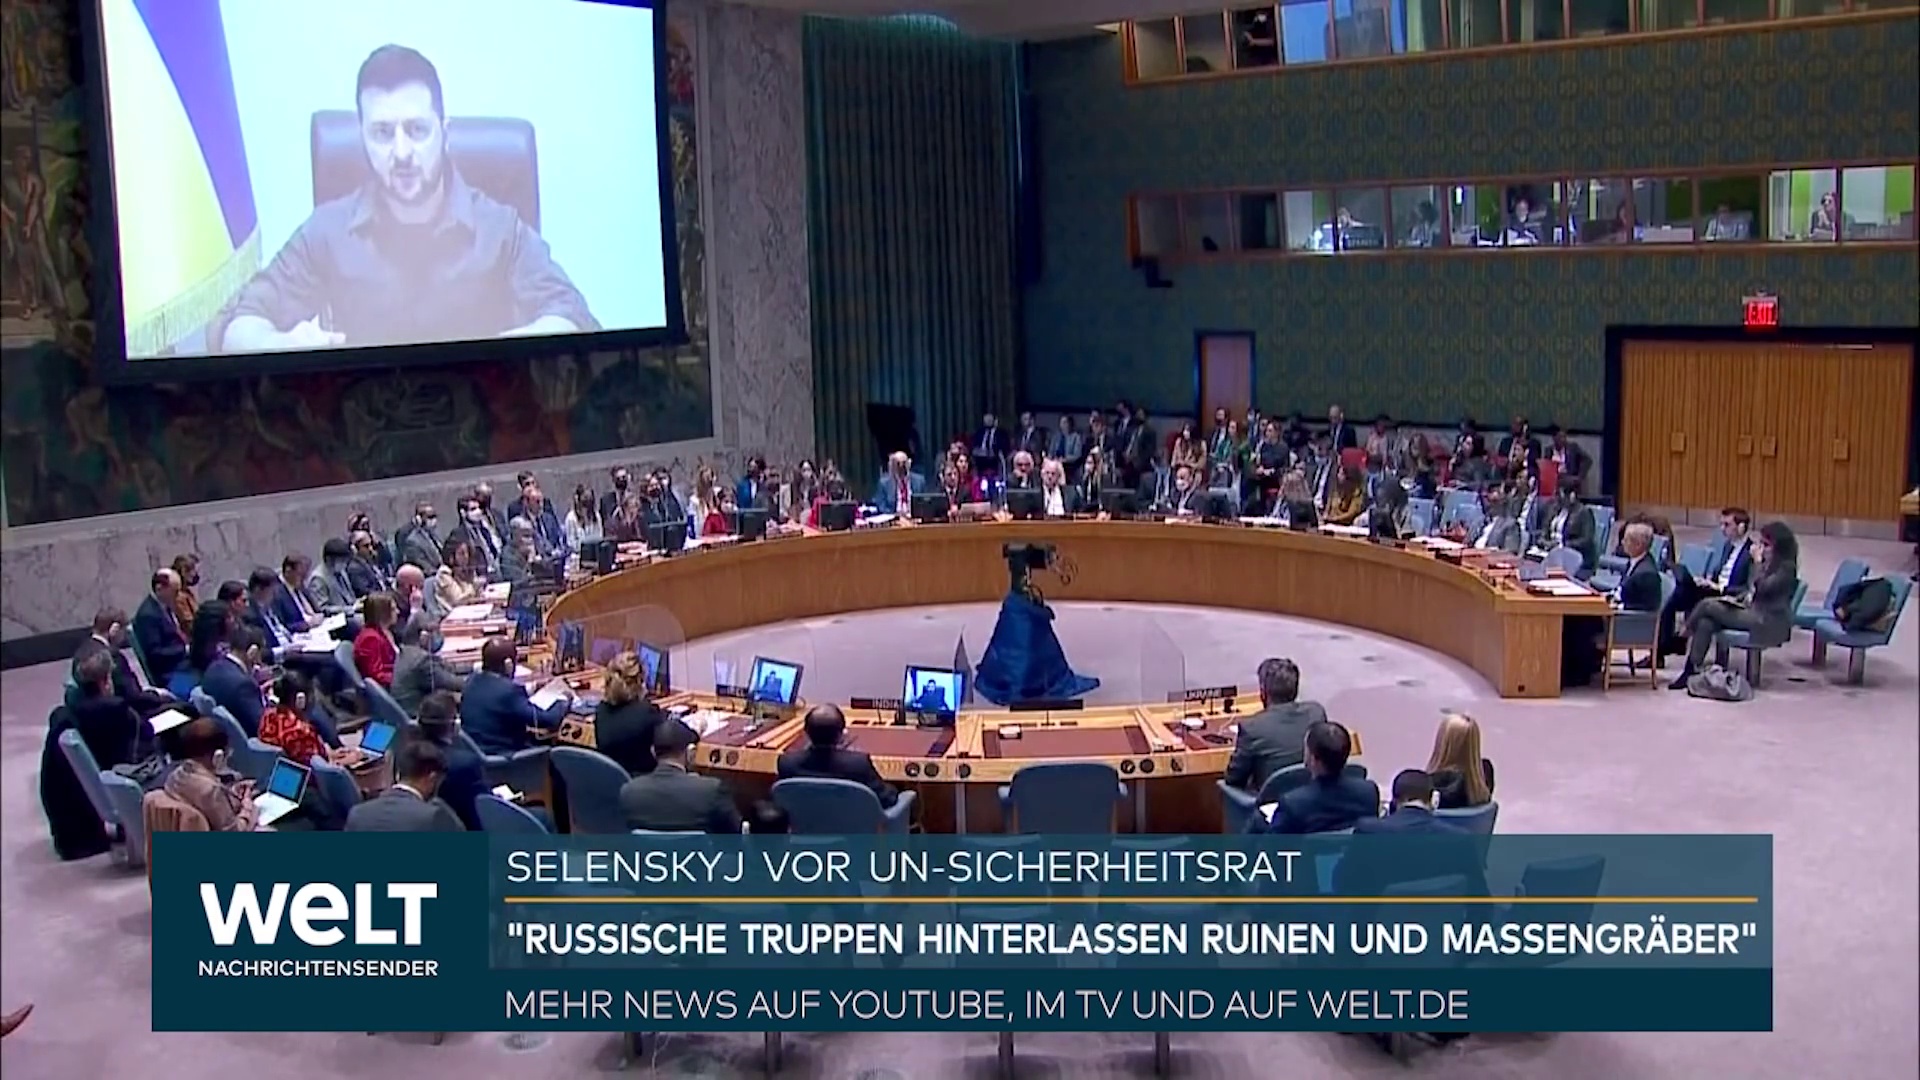 EXIT
INDIA
UKRAINE
SELENSKYJ VOR UN-SICHERHEITSRAT
WELT
NACHRICHTENSENDER
"RUSSISCHE TRUPPEN HINTERLASSEN RUINEN UND MASSENGRÄBER"
MEHR NEWS AUF YOUTUBE, IM TV UND AUF WELT.DE